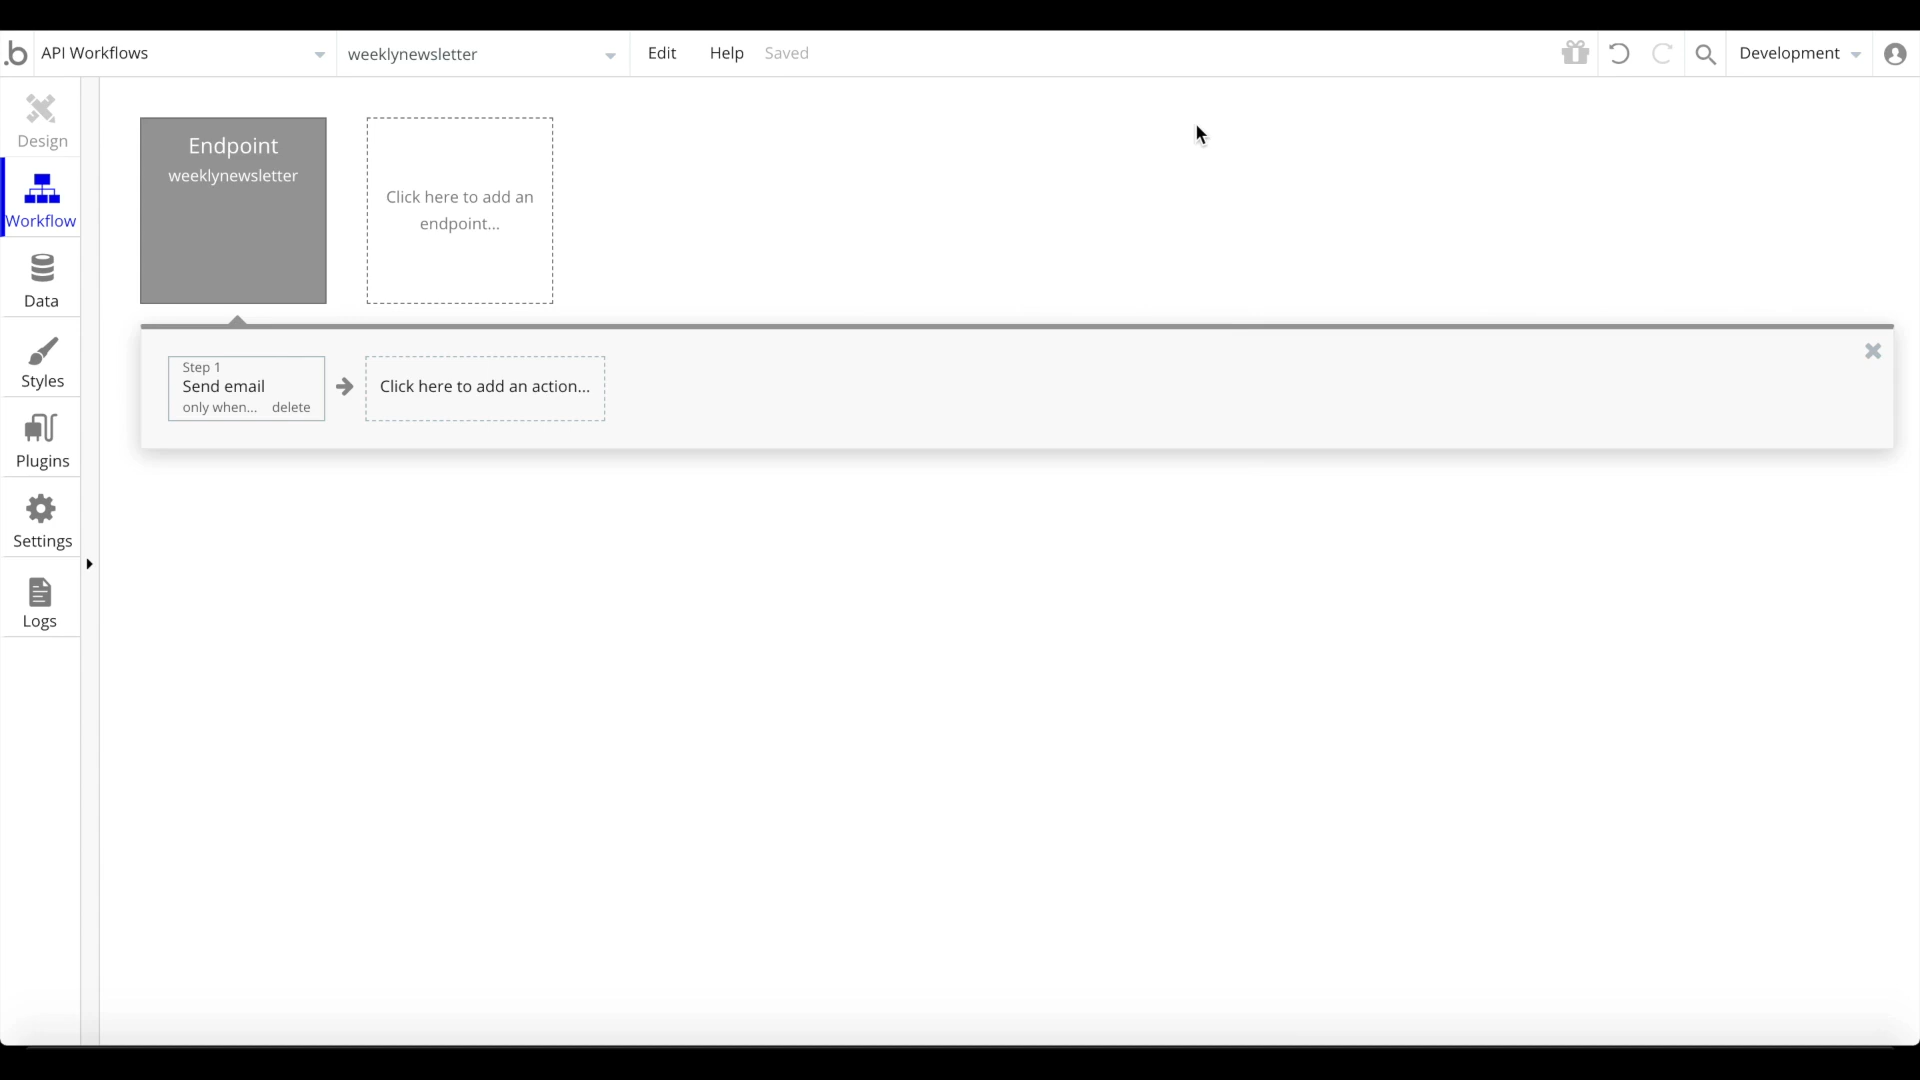 .b API Workflows weeklynewsletter Edit Help Saved Development
Design
Workflow
Data
Styles
Plugins
Settings
Logs
Endpoint
weeklynewsletter
Click here to add an
endpoint...
Step 1
Send email
only when... delete
Click here to add an action...